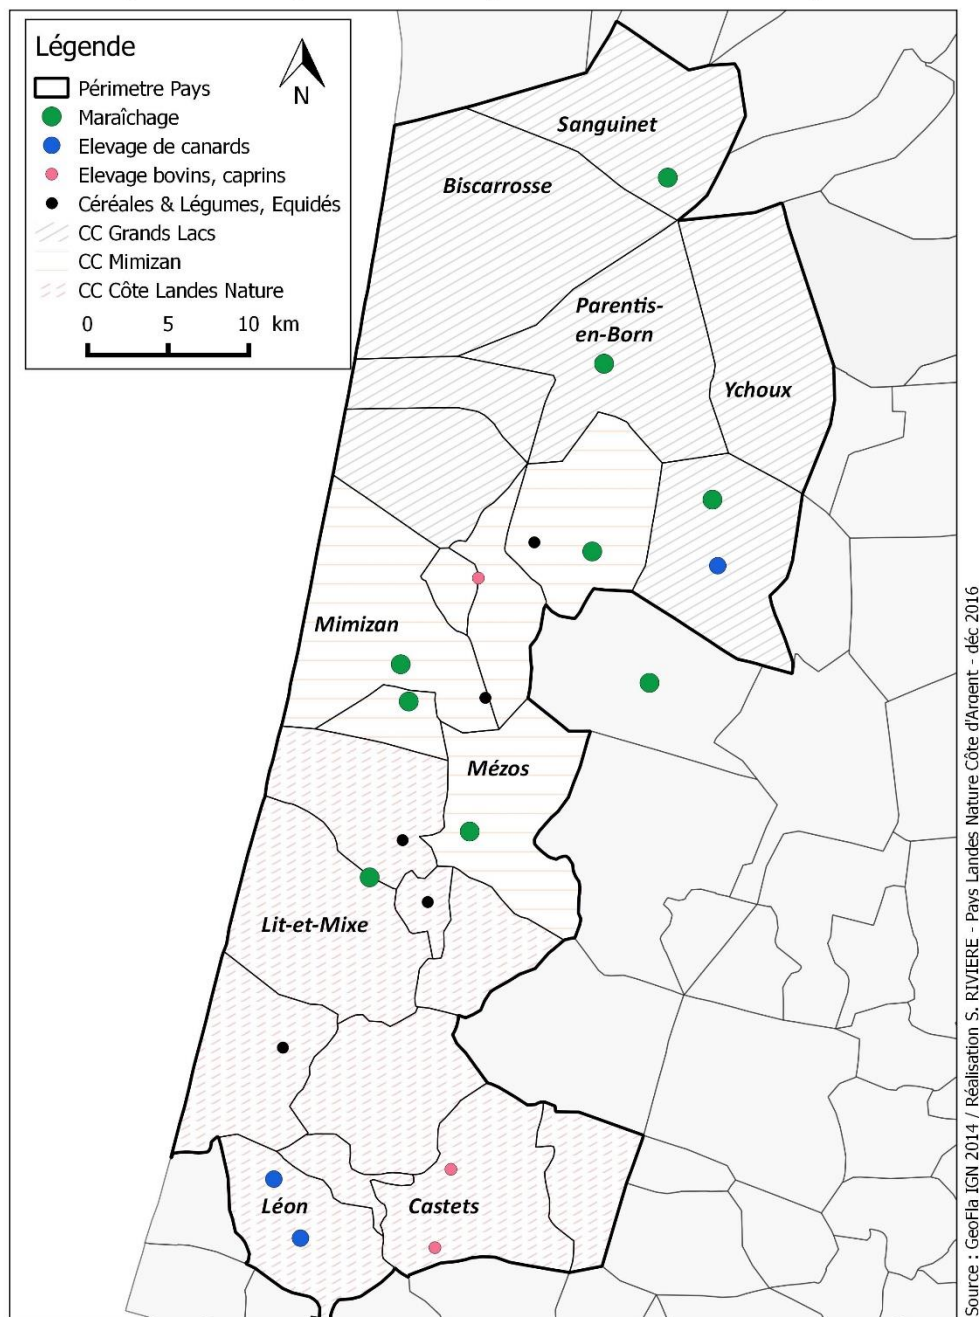 Légende
N
Périmetre Pays
Maraîchage
Elevage de canards
Elevage bovins, caprins
Céréales & Légumes, Equidés
CC Grands Lacs
CC Mimizan
CC Côte Landes Nature
0 5 10 km
Sanguinet
Biscarrosse
Parentis-
en-Born
Ychoux
Mimizan
Mézos
Lit-et-Mixe
Léon
Castets
Source : GeoFla IGN 2014 / Réalisation S. RIVIERE - Pays Landes Nature Côte d'Argent - déc 2016